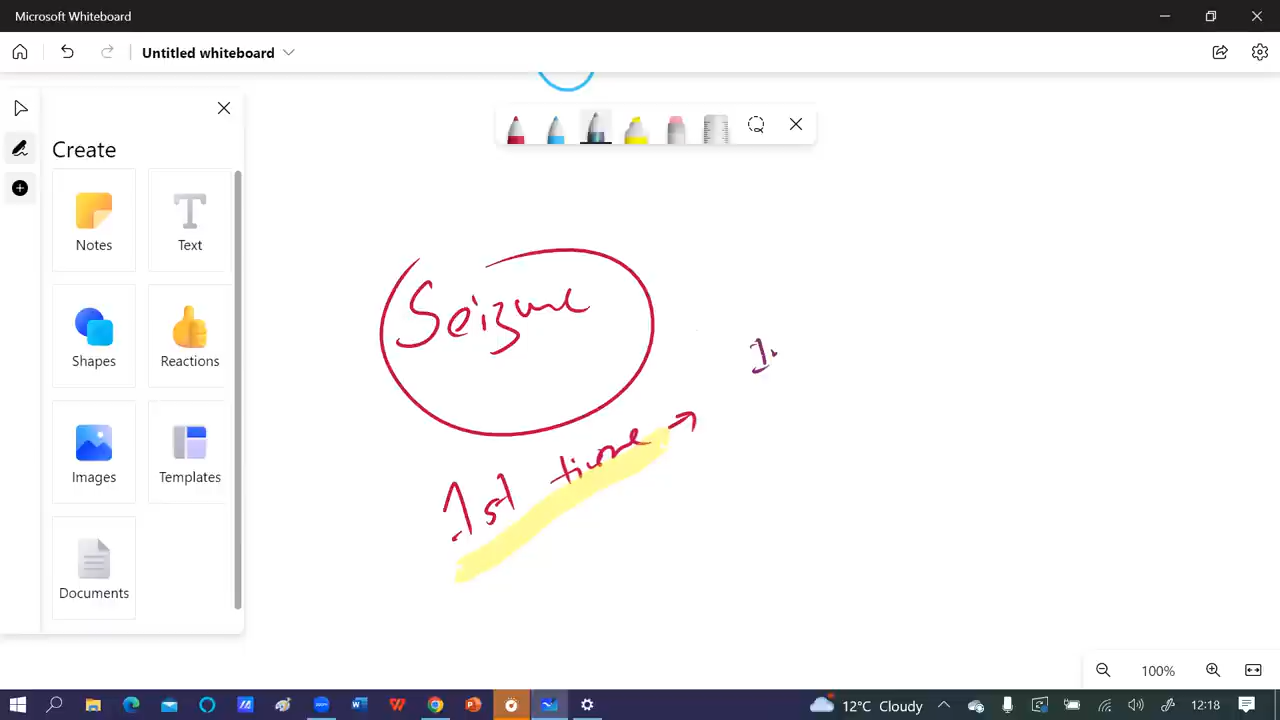 Microsoft Whiteboard
Untitled whiteboard
Create
Notes
Text
Shapes
Reactions
Images
Templates
Documents
Seizure
1st time →
1.
100%
12°C Cloudy
12:18